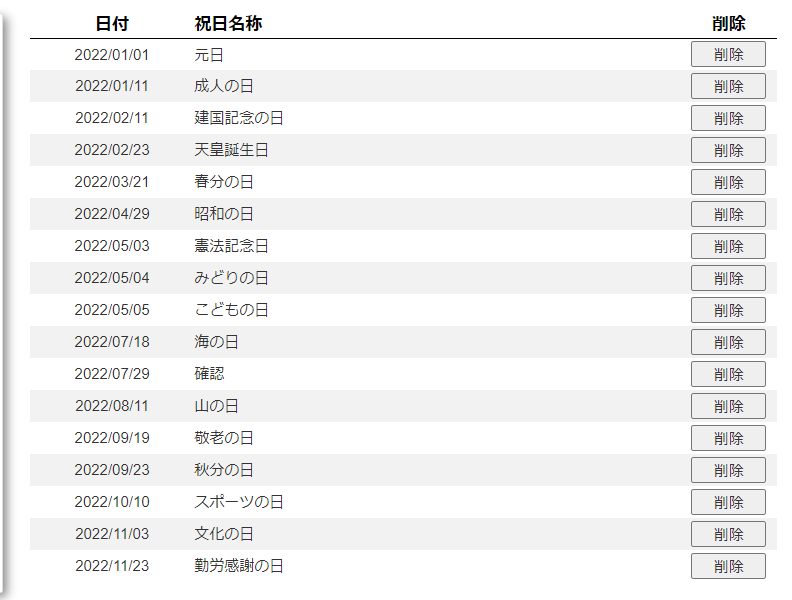 日付 祝日名称 削除
2022/01/01 元日 削除
2022/01/11 成人の日 削除
2022/02/11 建国記念の日 削除
2022/02/23 天皇誕生日 削除
2022/03/21 春分の日 削除
2022/04/29 昭和の日 削除
2022/05/03 憲法記念日 削除
2022/05/04 みどりの日 削除
2022/05/05 こどもの日 削除
2022/07/18 海の日 削除
2022/07/29 確認 削除
2022/08/11 山の日 削除
2022/09/19 敬老の日 削除
2022/09/23 秋分の日 削除
2022/10/10 スポーツの日 削除
2022/11/03 文化の日 削除
2022/11/23 勤労感謝の日 削除